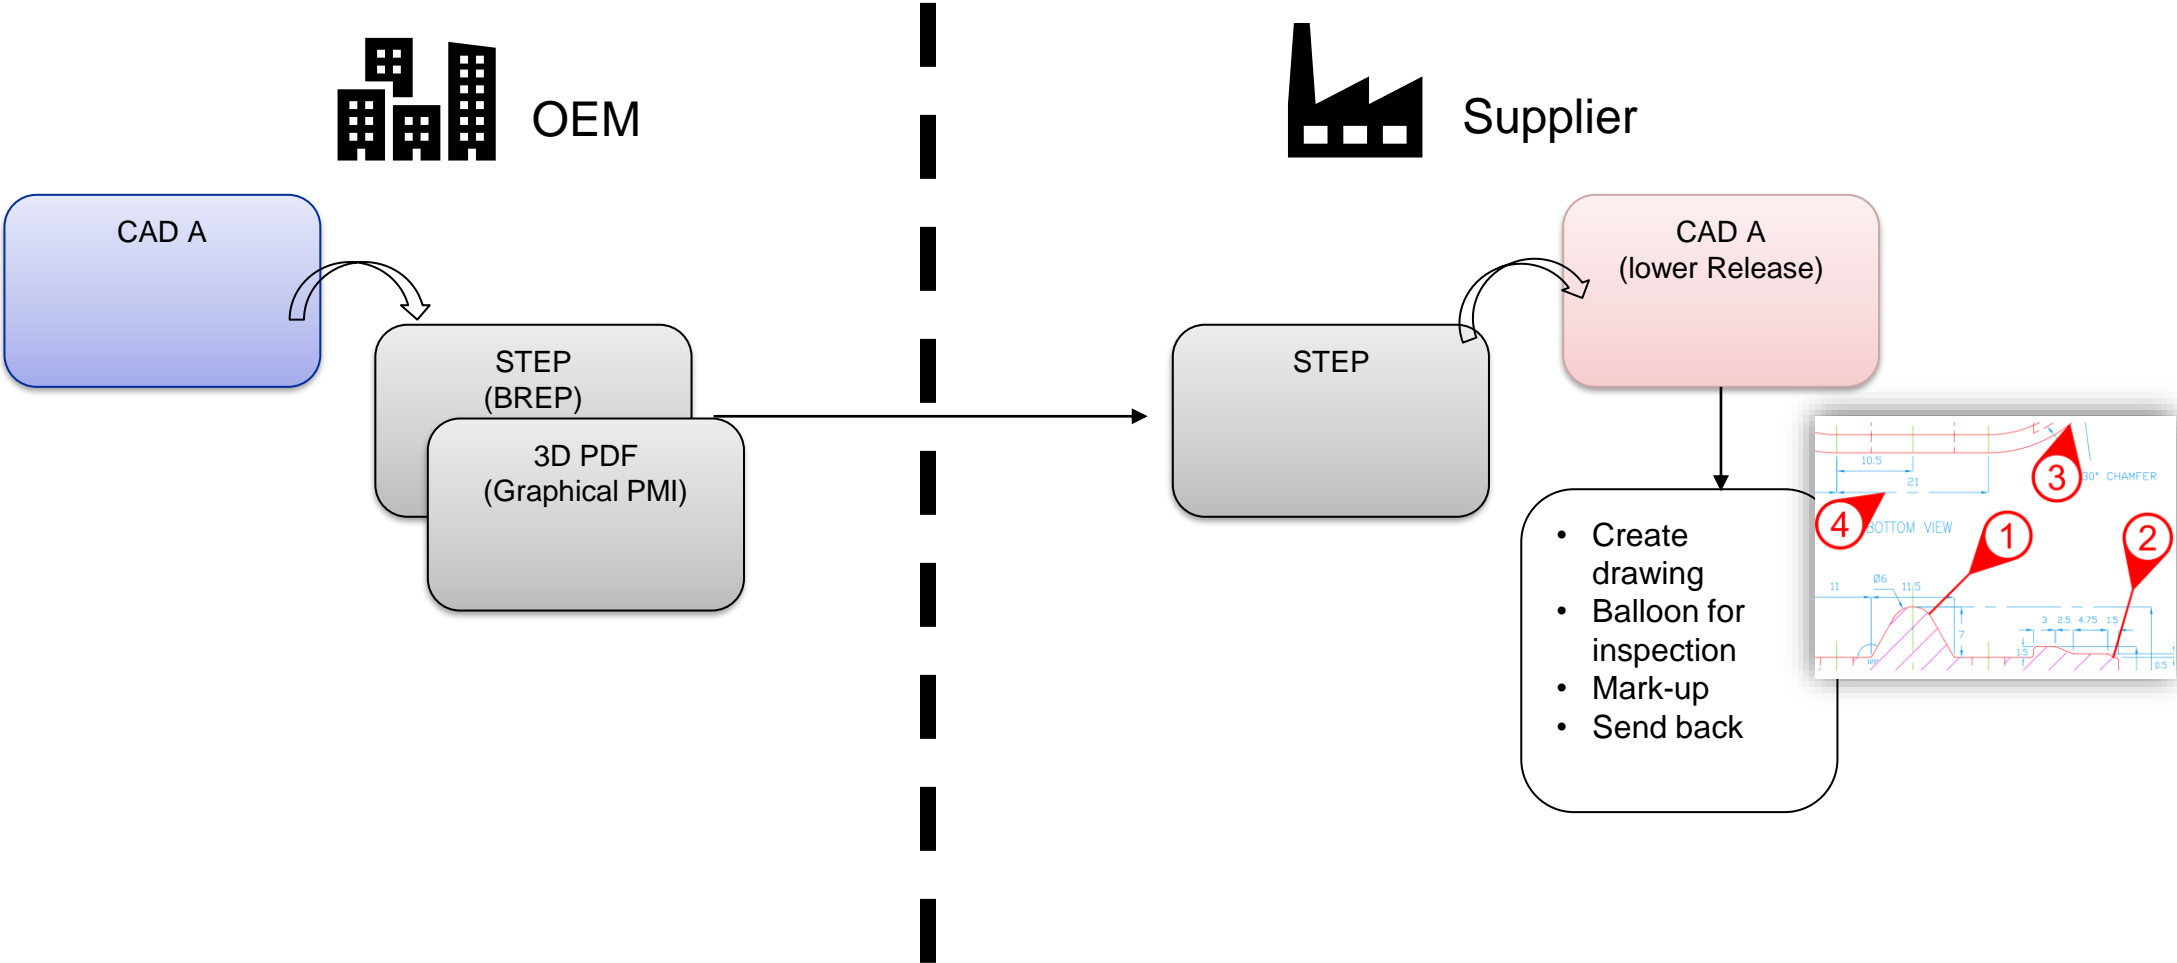 OEM
Supplier
CAD A
STEP
(BREP)
3D PDF
(Graphical PMI)
STEP
CAD A
(lower Release)
• Create
drawing
• Balloon for
inspection
• Mark-up
• Send back
10.5
21
3
30° CHAMFER
4
BOTTOM VIEW
1
2
11
Ø6
11.5
7
3 2.5 4.75 1.5
1.5
0.5